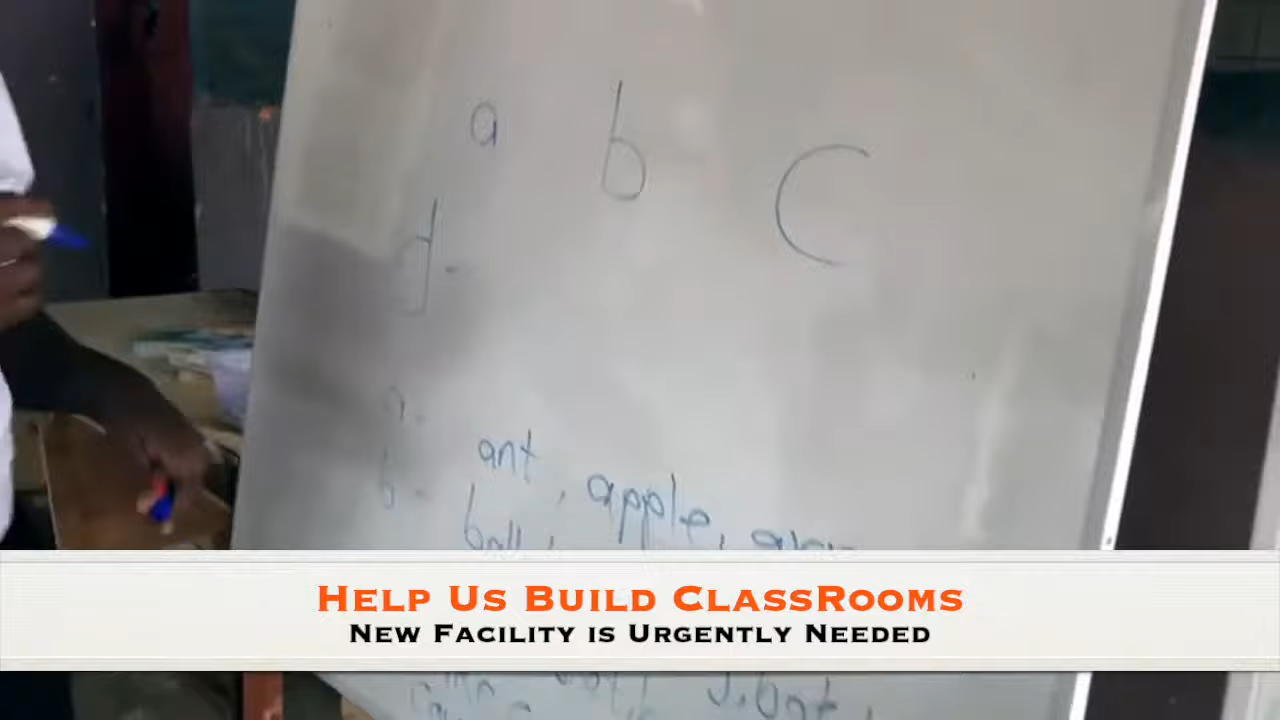 a b C
d -
a - ant, apple,
b - ball,
Help Us Build ClassRooms
New Facility is Urgently Needed